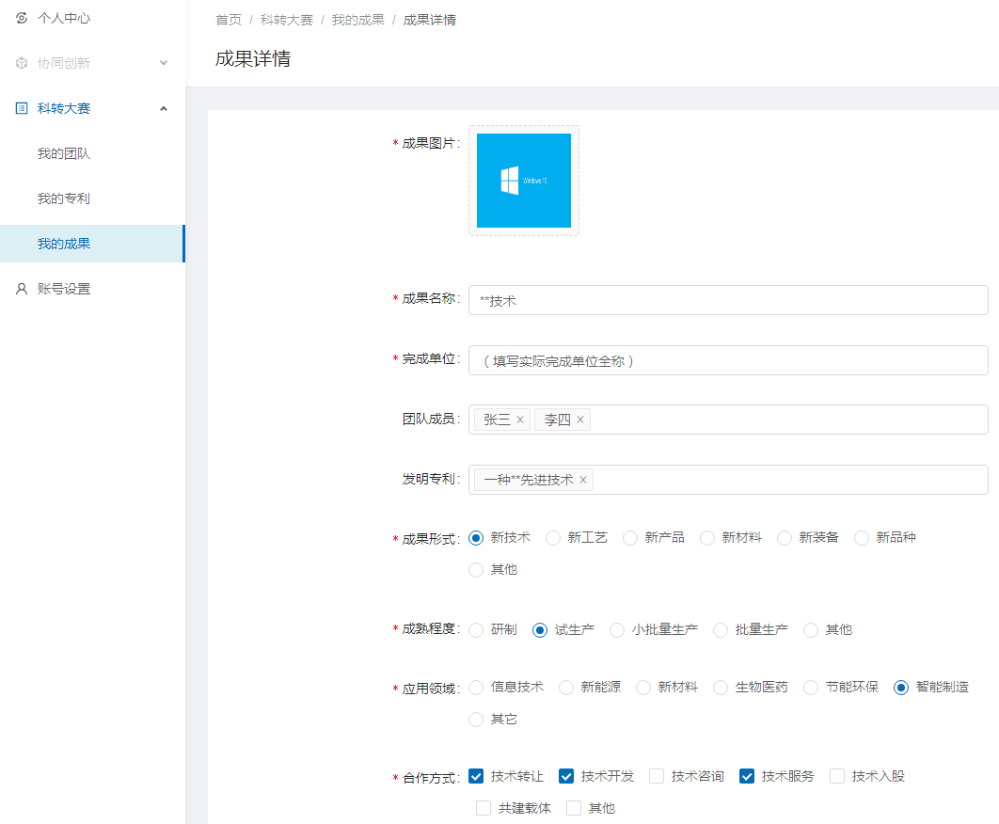 个人中心
协同创新
科转大赛
我的团队
我的专利
我的成果
账号设置
首页 / 科转大赛 / 我的成果 / 成果详情
成果详情
* 成果图片:
Windows 10
* 成果名称: **技术
* 完成单位: （填写实际完成单位全称）
团队成员: 张三 × 李四 ×
发明专利: 一种**先进技术 ×
* 成果形式: 新技术 新工艺 新产品 新材料 新装备 新品种
其他
* 成熟程度: 研制 试生产 小批量生产 批量生产 其他
* 应用领域: 信息技术 新能源 新材料 生物医药 节能环保 智能制造
其它
* 合作方式: 技术转让 技术开发 技术咨询 技术服务 技术入股
共建载体 其他